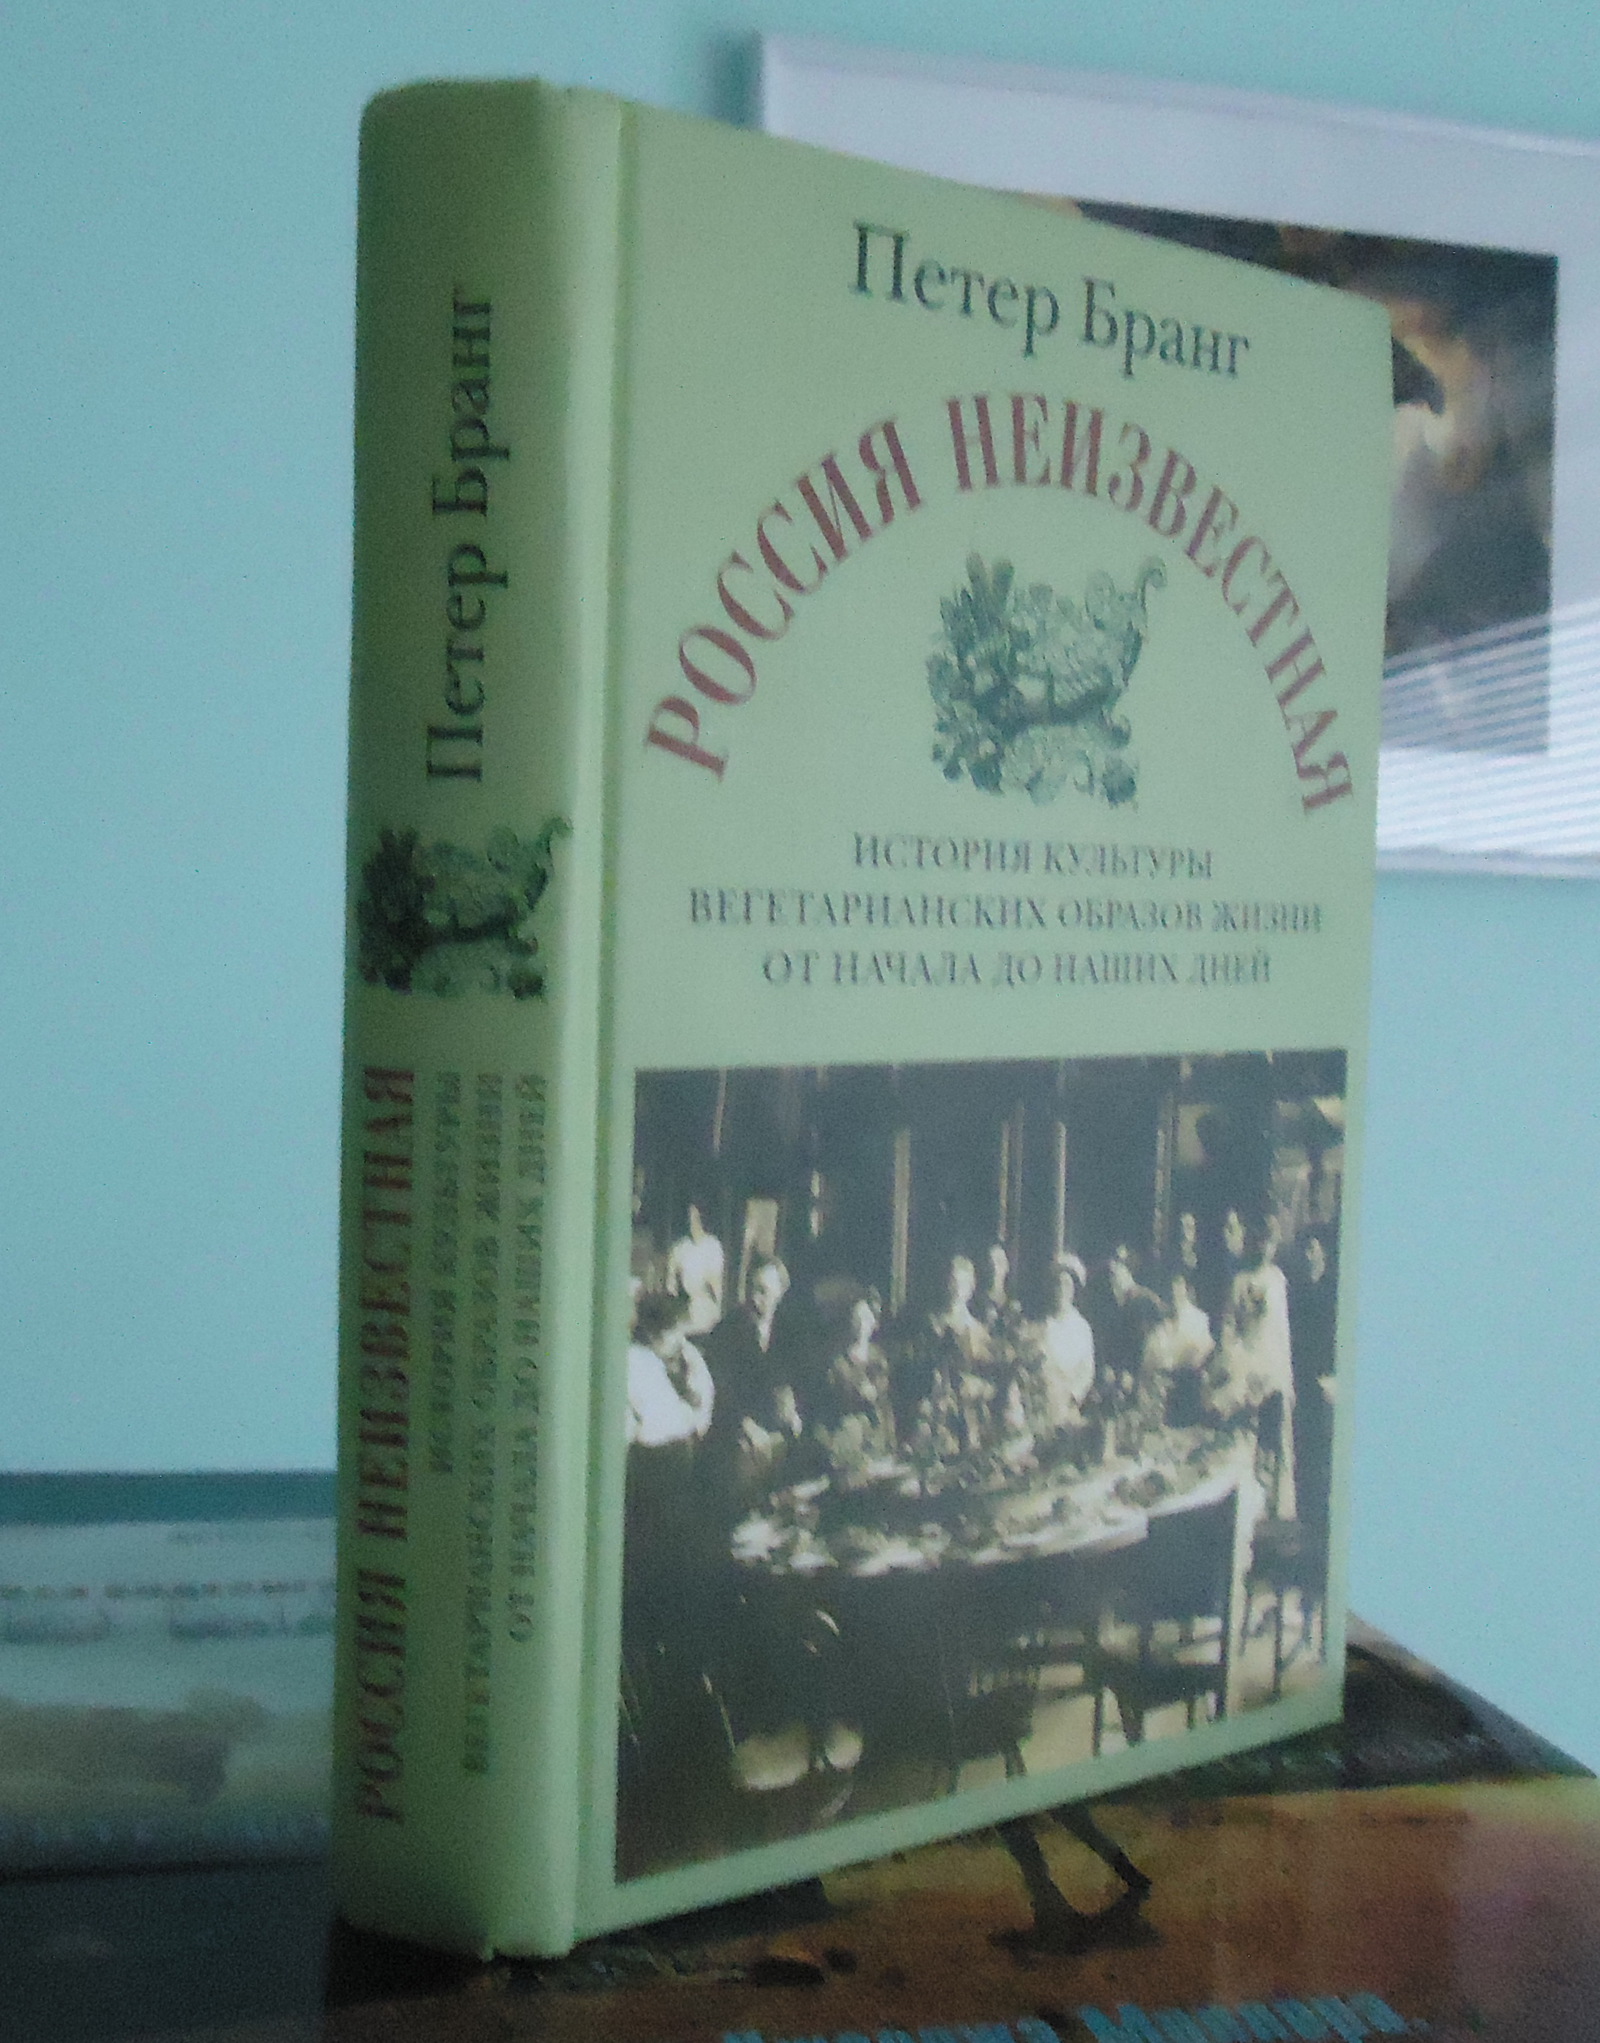 Петер Бранг
РОССИЯ НЕИЗВЕСТНАЯ
ИСТОРИЯ КУЛЬТУРЫ
ВЕГЕТАРИАНСКИХ ОБРАЗОВ ЖИЗНИ
ОТ НАЧАЛА ДО НАШИХ ДНЕЙ
Петер Бранг
РОССИЯ НЕИЗВЕСТНАЯ
ИСТОРИЯ КУЛЬТУРЫ
ВЕГЕТАРИАНСКИХ ОБРАЗОВ ЖИЗНИ
ОТ НАЧАЛА ДО НАШИХ ДНЕЙ